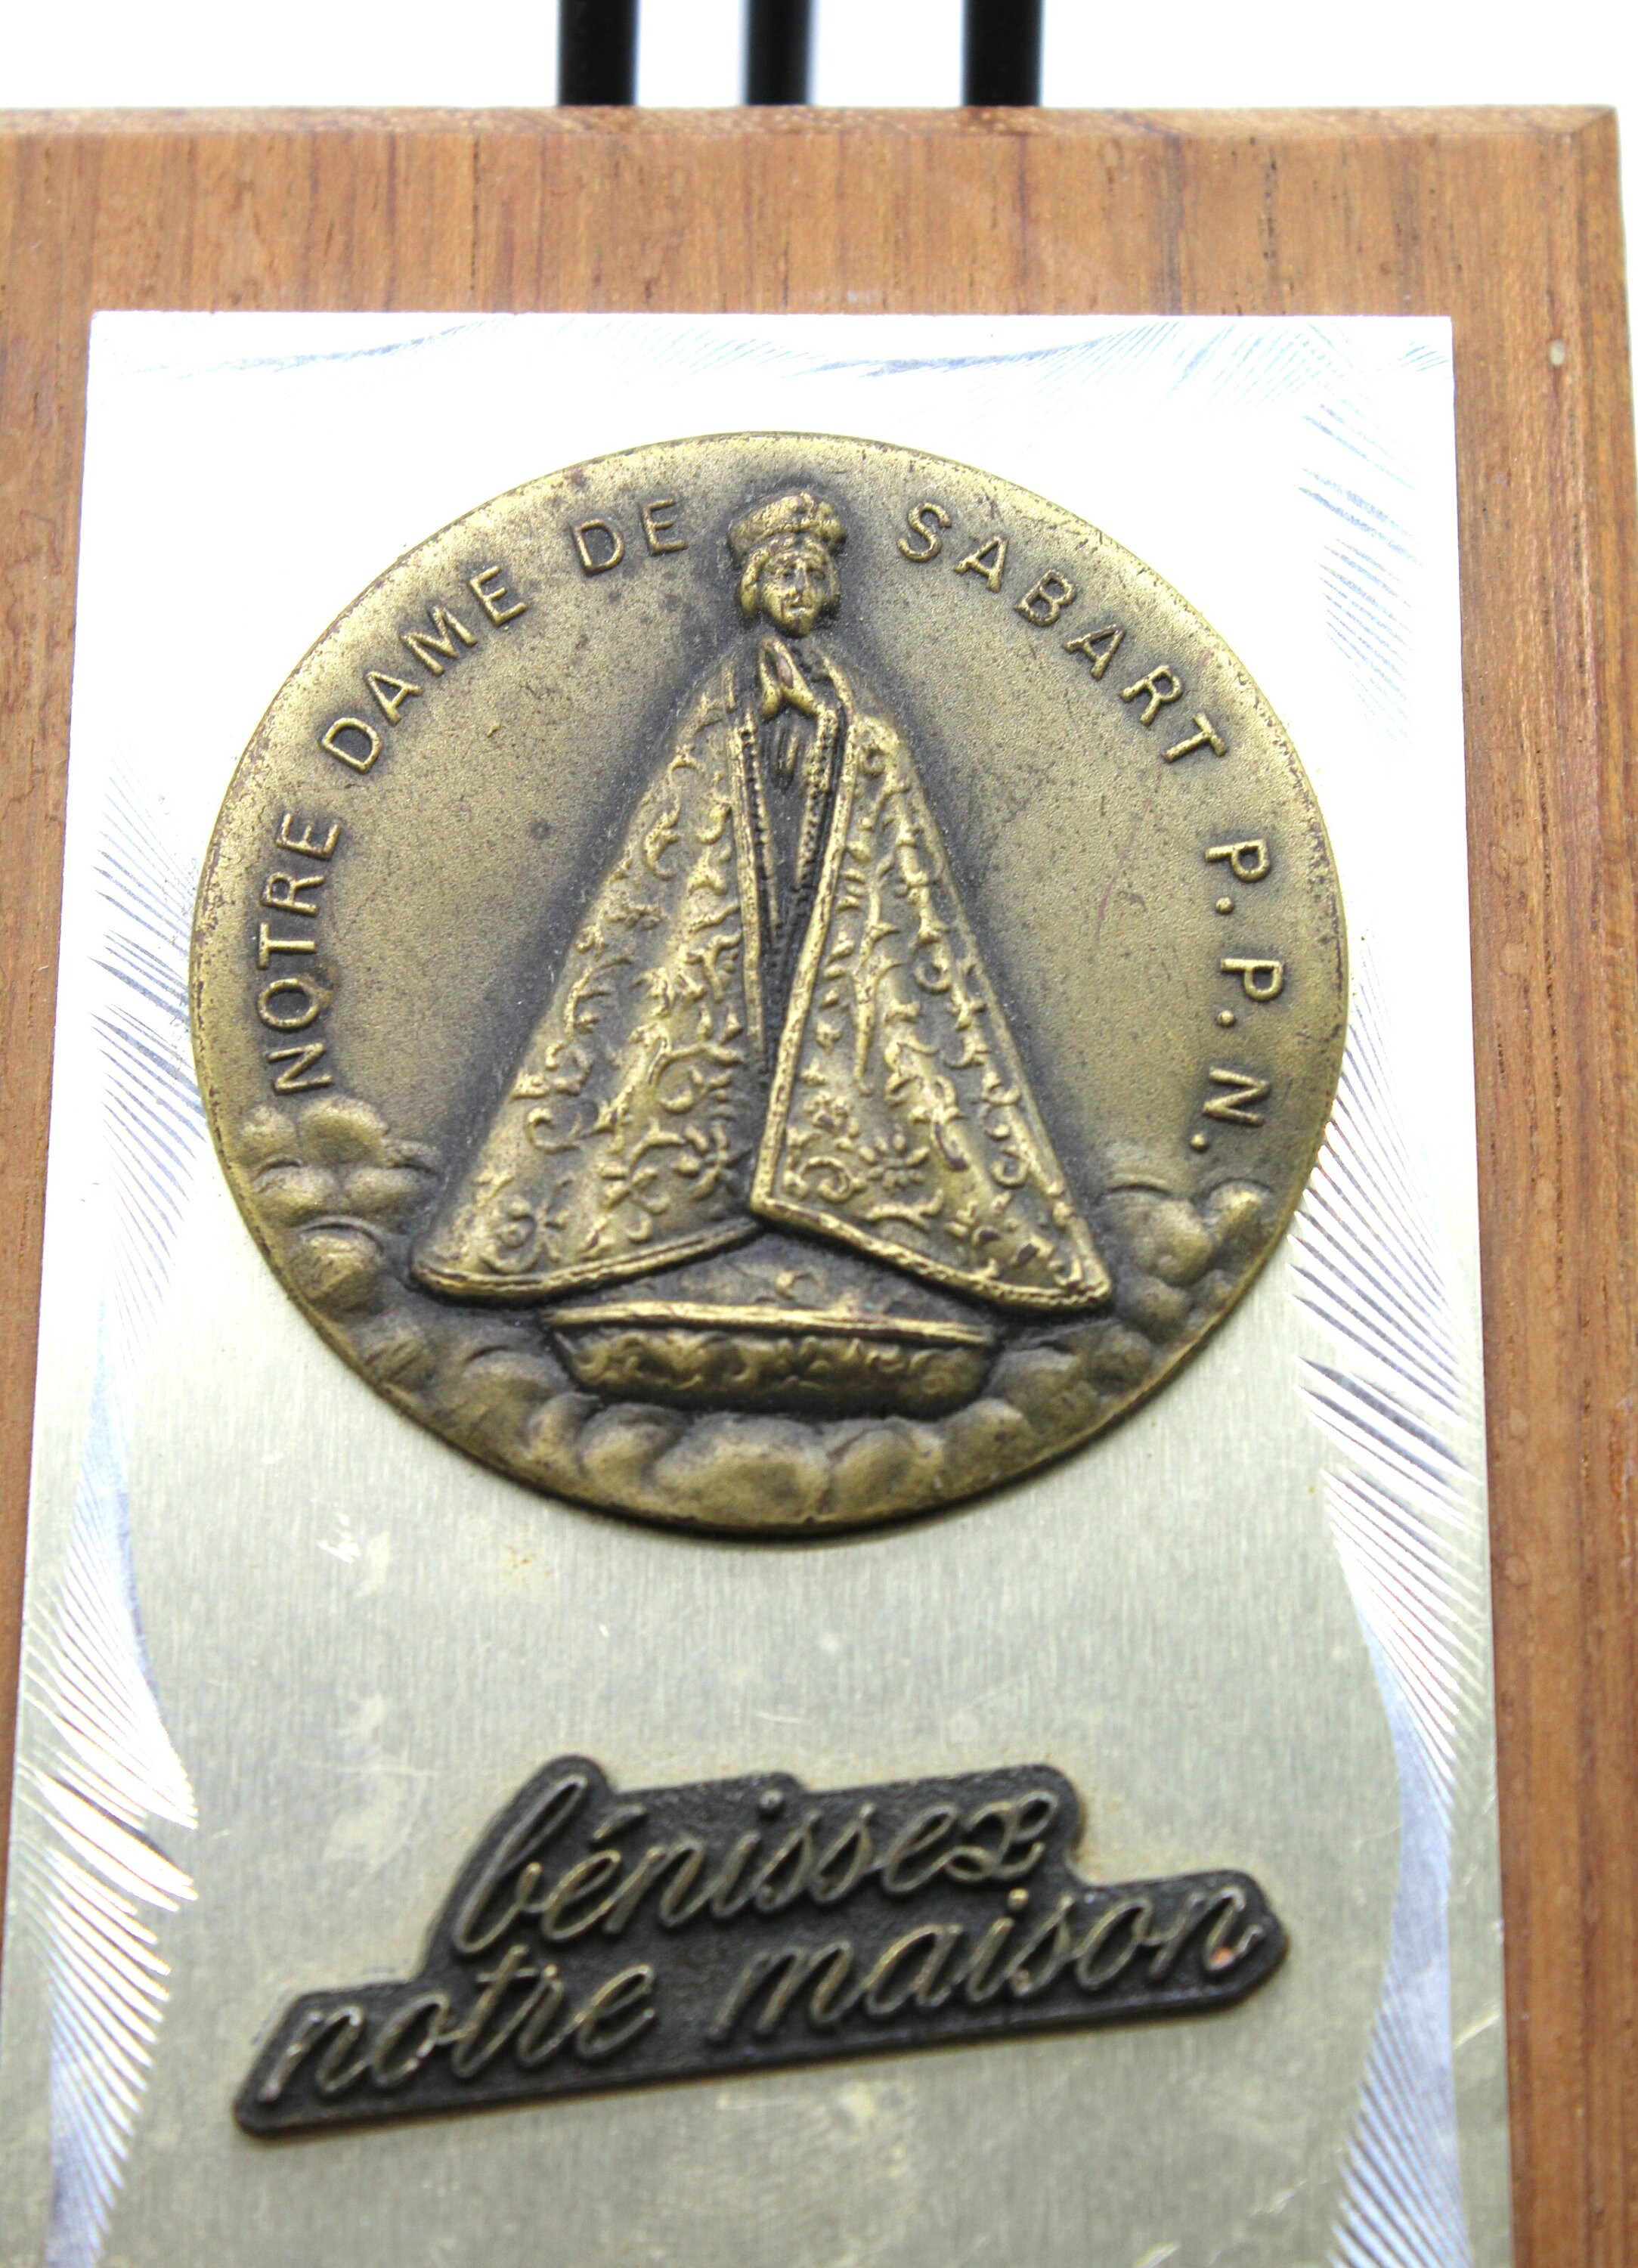 NOTRE DAME DE SABART P.P.N.
bénissez
notre maison